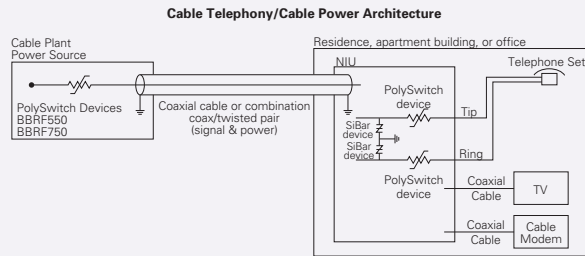 Cable Telephony/Cable Power Architecture
Cable Plant
Power Source
PolySwitch Devices
BBRF550
BBRF750
Coaxial cable or combination
coax/twisted pair
(signal & power)
Residence, apartment building, or office
NIU
Telephone Set
PolySwitch
device
Tip
SiBar
device
SiBar
device
Ring
PolySwitch
device
Coaxial
Cable
TV
Coaxial
Cable
Cable
Modem